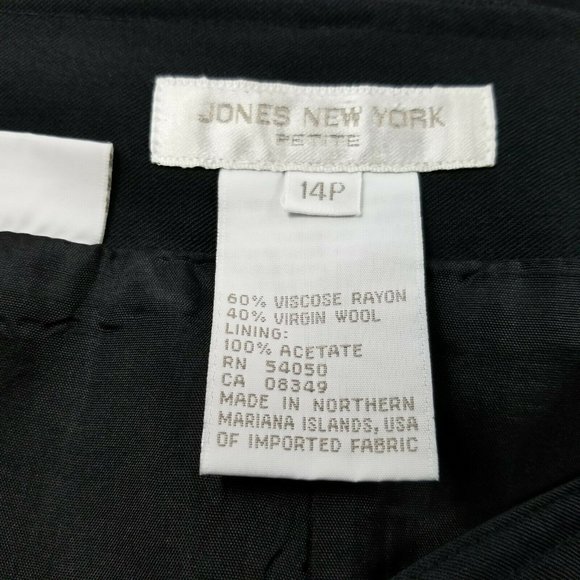 JONES NEW YORK
PETITE
14P
60% VISCOSE RAYON
40% VIRGIN WOOL
LINING:
100% ACETATE
RN 54050
CA 08349
MADE IN NORTHERN
MARIANA ISLANDS, USA
OF IMPORTED FABRIC